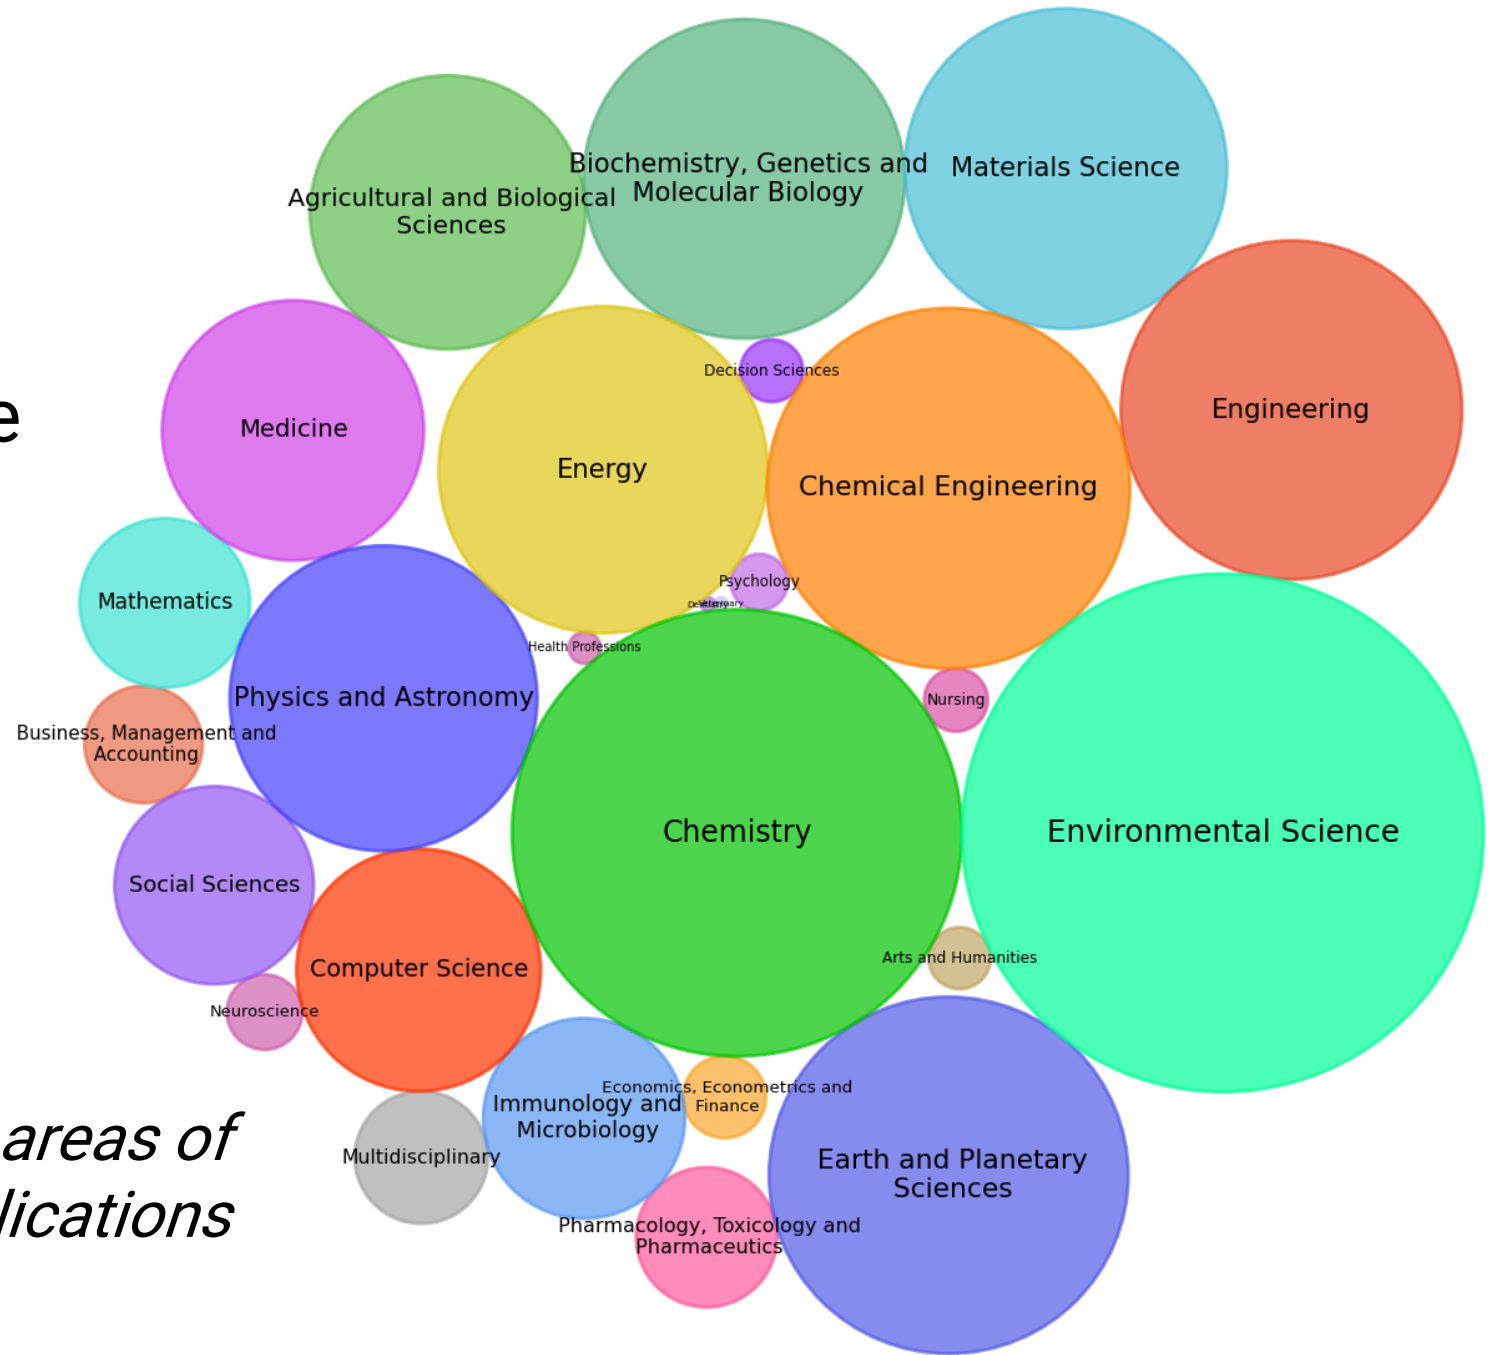 Biochemistry, Genetics and
Molecular Biology
Materials Science
Agricultural and Biological
Sciences
Decision Sciences
e
Engineering
Medicine
Energy
Chemical Engineering
Psychology
Mathematics
Health Professions
Physics and Astronomy
Nursing
Business, Management and
Accounting
Chemistry
Environmental Science
Social Sciences
Arts and Humanities
Computer Science
Neuroscience
Economics, Econometrics and
Finance
Immunology and
Microbiology
areas of
Multidisciplinary
Earth and Planetary
Sciences
lications
Pharmacology, Toxicology and
Pharmaceutics